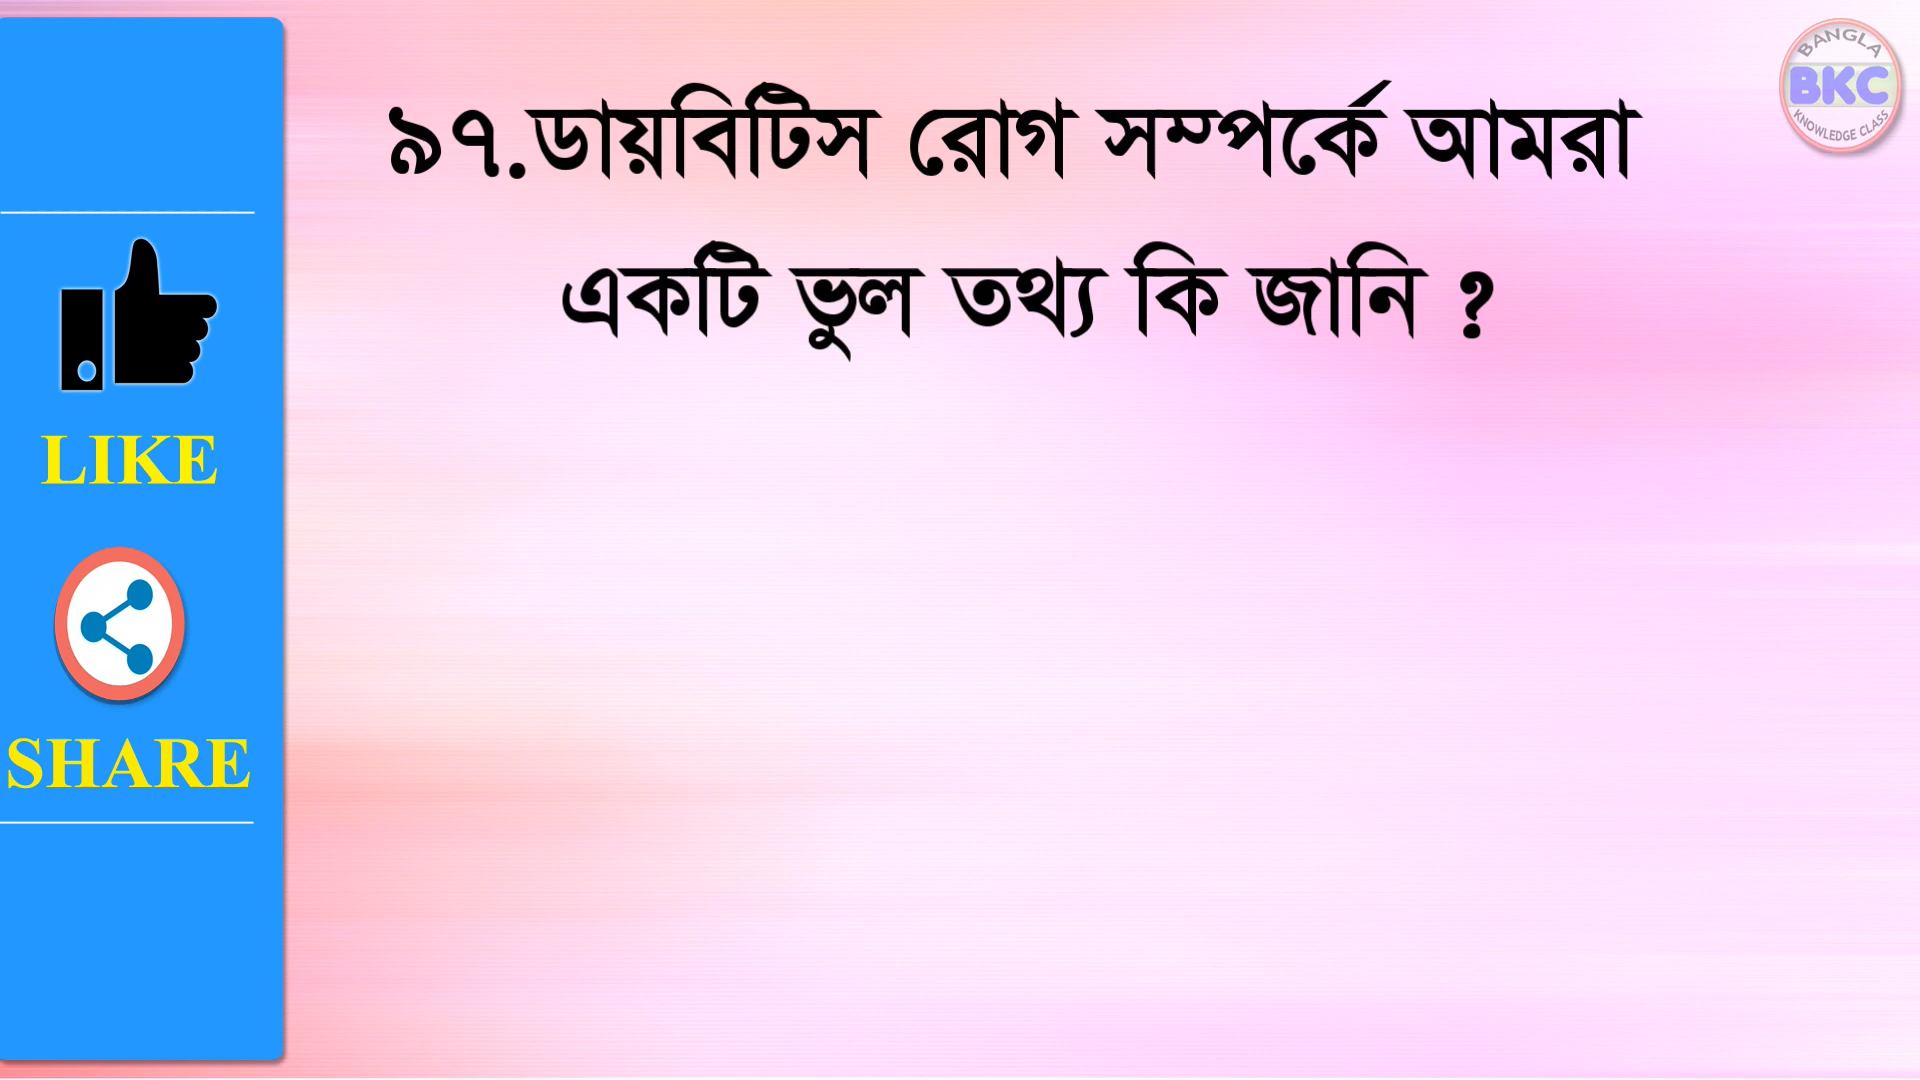 BANGLA
BKC
KNOWLEDGE CLASS
৯৭.ডায়বিটিস রোগ সম্পর্কে আমরা
একটি ভুল তথ্য কি জানি ?
LIKE
SHARE